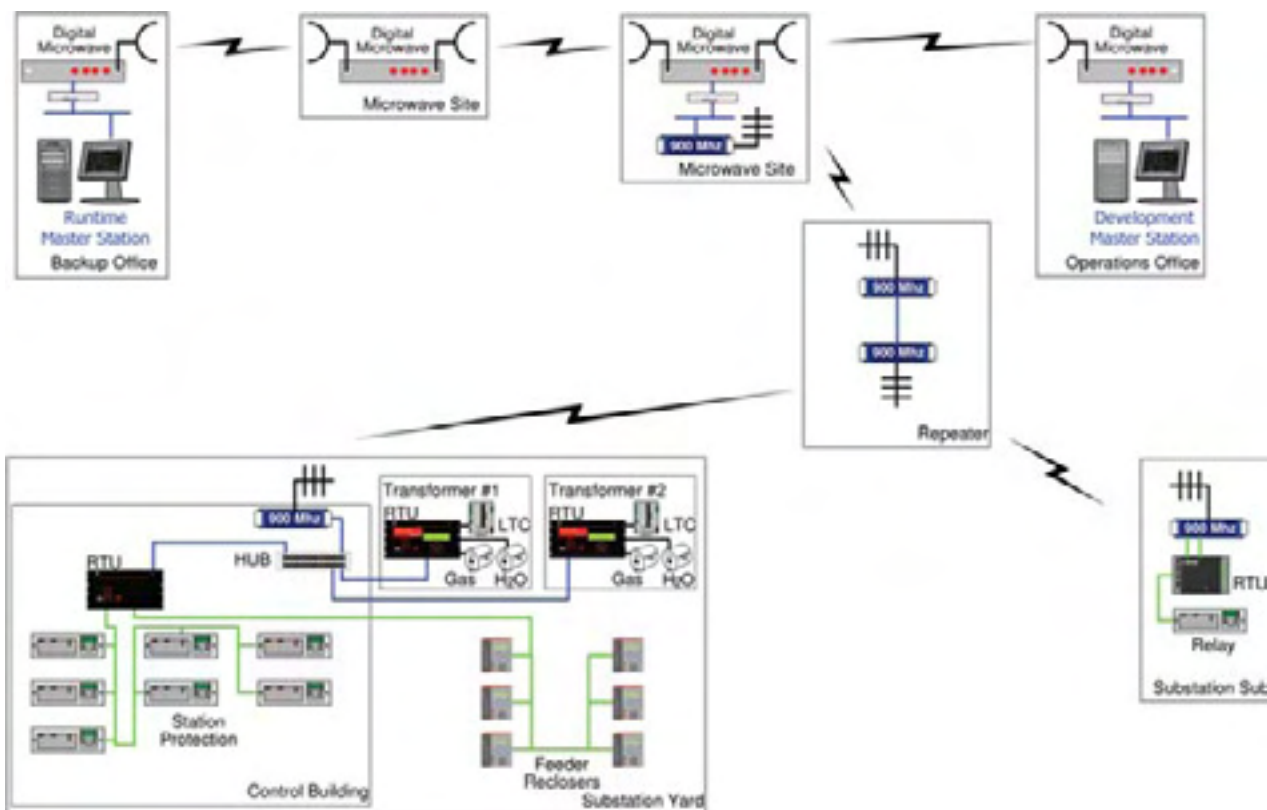 Digital
Microwave
Runtime
Master Station
Backup Office
Digital
Microwave
Microwave Site
Digital
Microwave
900 Mhz
Microwave Site
Digital
Microwave
Development
Master Station
Operations Office
900 Mhz
900 Mhz
Repeater
900 Mhz
HUB
RTU
Station
Protection
Control Building
Transformer #1
RTU
LTC
Gas
H2O
Transformer #2
RTU
LTC
Gas
H2O
Feeder
Reclosers
Substation Yard
900 Mhz
RTU
Relay
Substation Sub